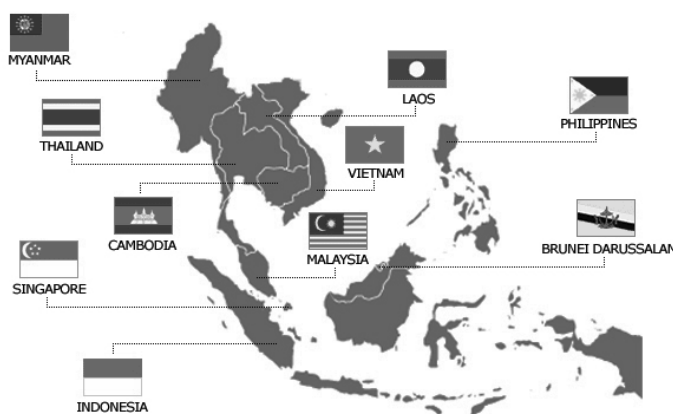 MYANMAR
LAOS
PHILIPPINES
THAILAND
VIETNAM
CAMBODIA
MALAYSIA
BRUNEI DARUSSALAN
SINGAPORE
INDONESIA